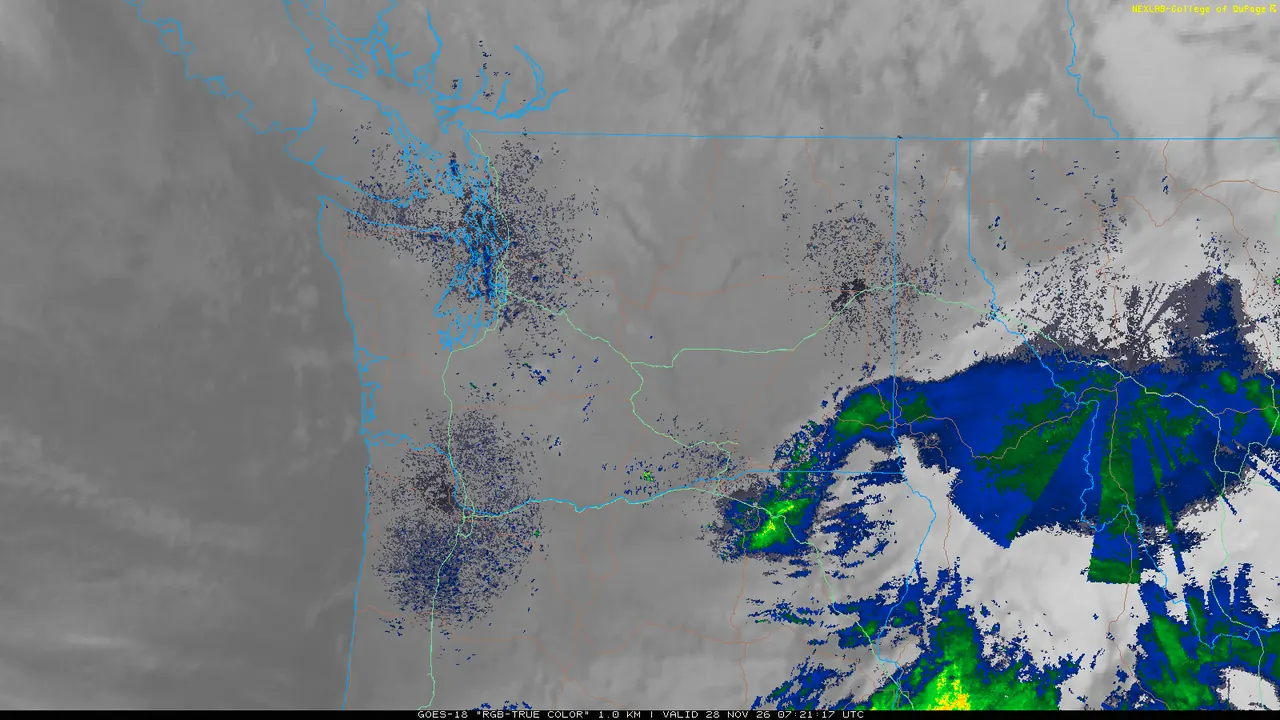 NEXLAB-College of DuPage
GOES-18 "RGB-TRUE COLOR" 1.0 KM | VALID 28 NOV 26 07:21:17 UTC